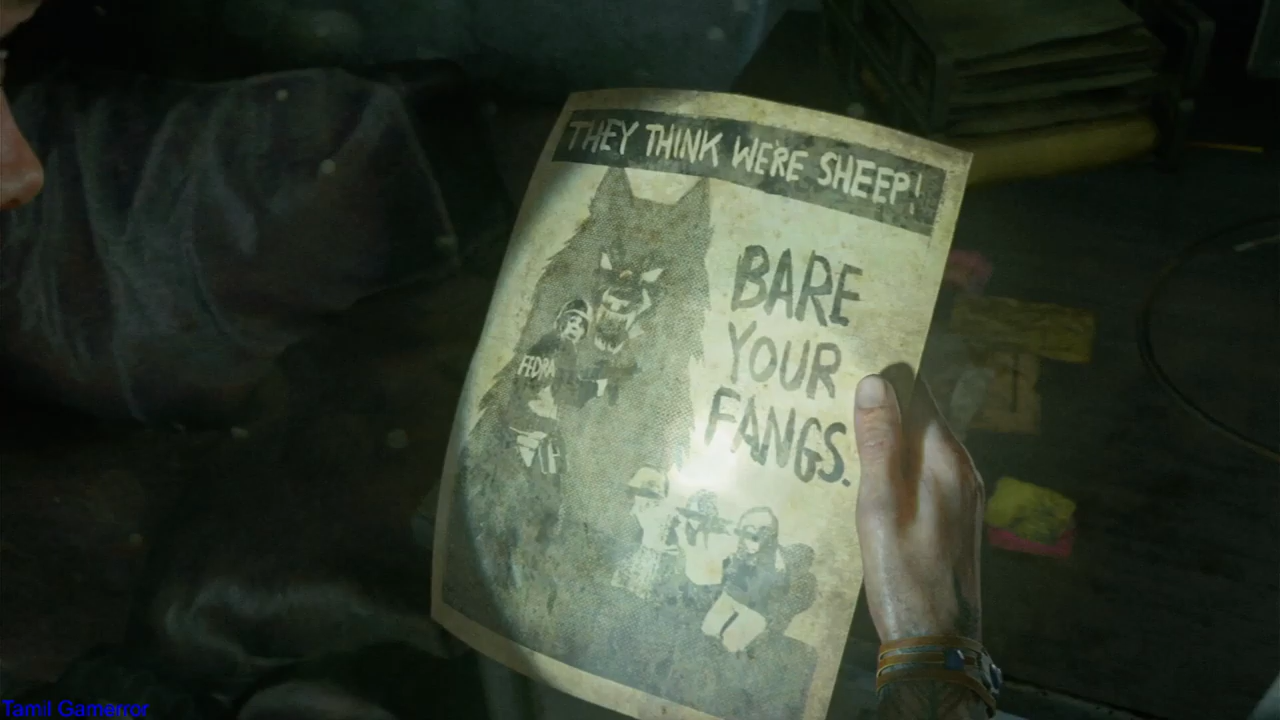 THEY THINK WERE SHEEP!
BARE
YOUR
FANGS.
FEDRA
Tamil Gamerror